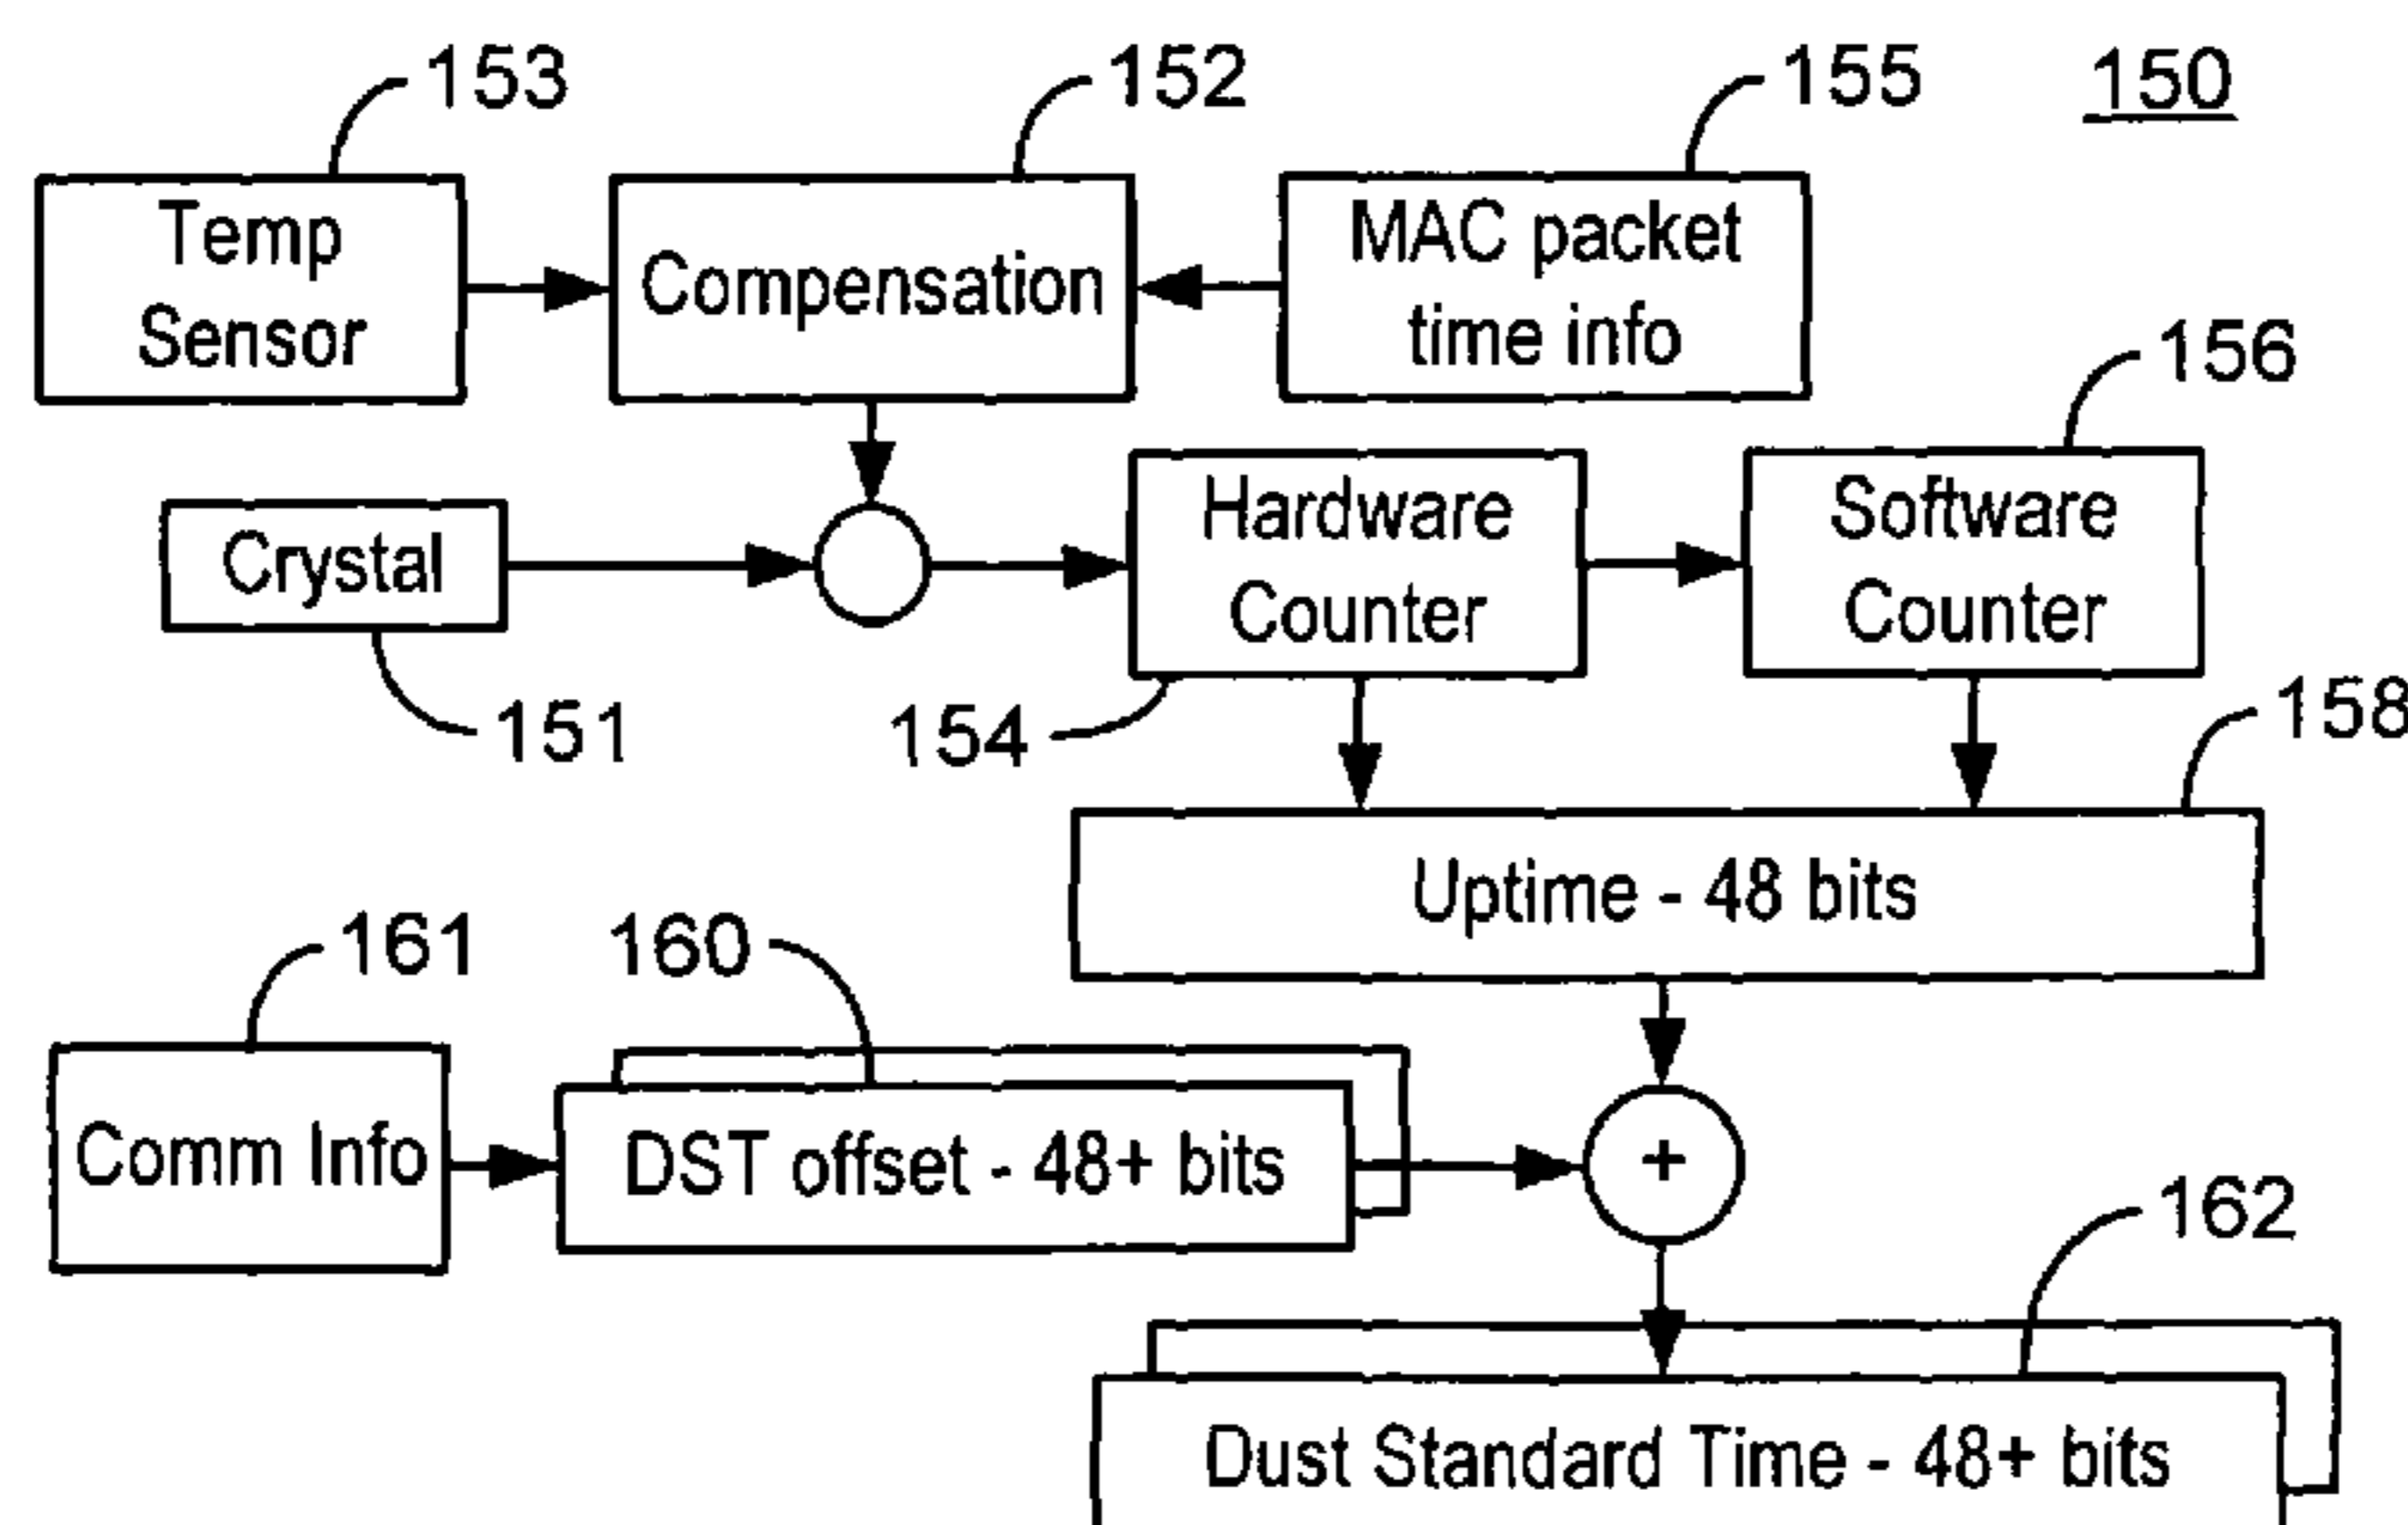 153
152
155
150
Temp
Sensor
Compensation
MAC packet
time info
156
Crystal
Hardware
Counter
Software
Counter
151
154
158
Uptime - 48 bits
161
160
Comm Info
DST offset - 48+ bits
+
162
Dust Standard Time - 48+ bits